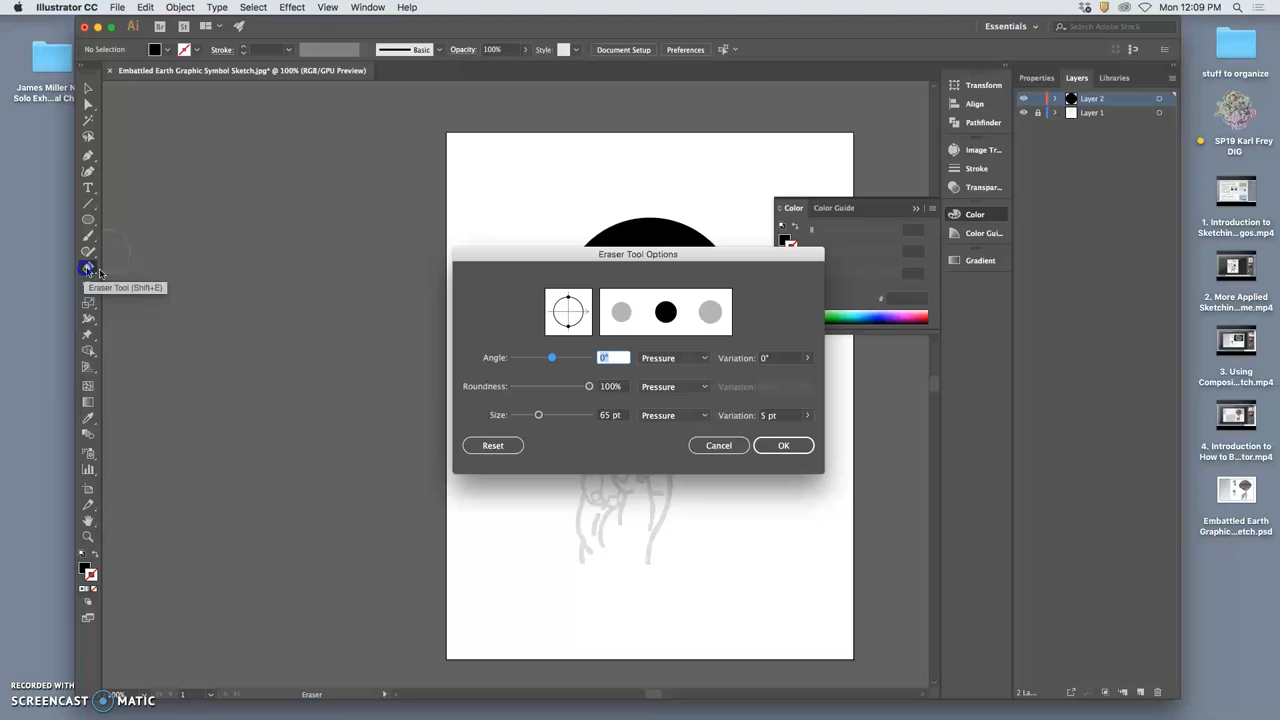 Illustrator CC File Edit Object Type Select Effect View Window Help
Mon 12:09 PM
Ai Br St Essentials Search Adobe Stock
No Selection Stroke: Basic Opacity: 100% Style: Document Setup Preferences
× Embattled Earth Graphic Symbol Sketch.jpg* @ 100% (RGB/GPU Preview)
Transform
Align
Pathfinder
Image Tr...
Stroke
Transpar...
Color
Color Gui...
Gradient
Properties Layers Libraries
Layer 2
Layer 1
Color Color Guide
R
#
Eraser Tool Options
Angle: 0° Pressure Variation: 0°
Roundness: 100% Pressure Variation:
Size: 65 pt Pressure Variation: 5 pt
Reset Cancel OK
Eraser Tool (Shift+E)
1 Eraser
2 La...
James Miller N
Solo Exh...al Ch
stuff to organize
SP19 Karl Frey
DIG
1. Introduction to
Sketchin...gos.mp4
2. More Applied
Sketchin...me.mp4
3. Using
Composi...tch.mp4
4. Introduction to
How to B...tor.mp4
Embattled Earth
Graphic...etch.psd
RECORDED WITH
SCREENCAST MATIC